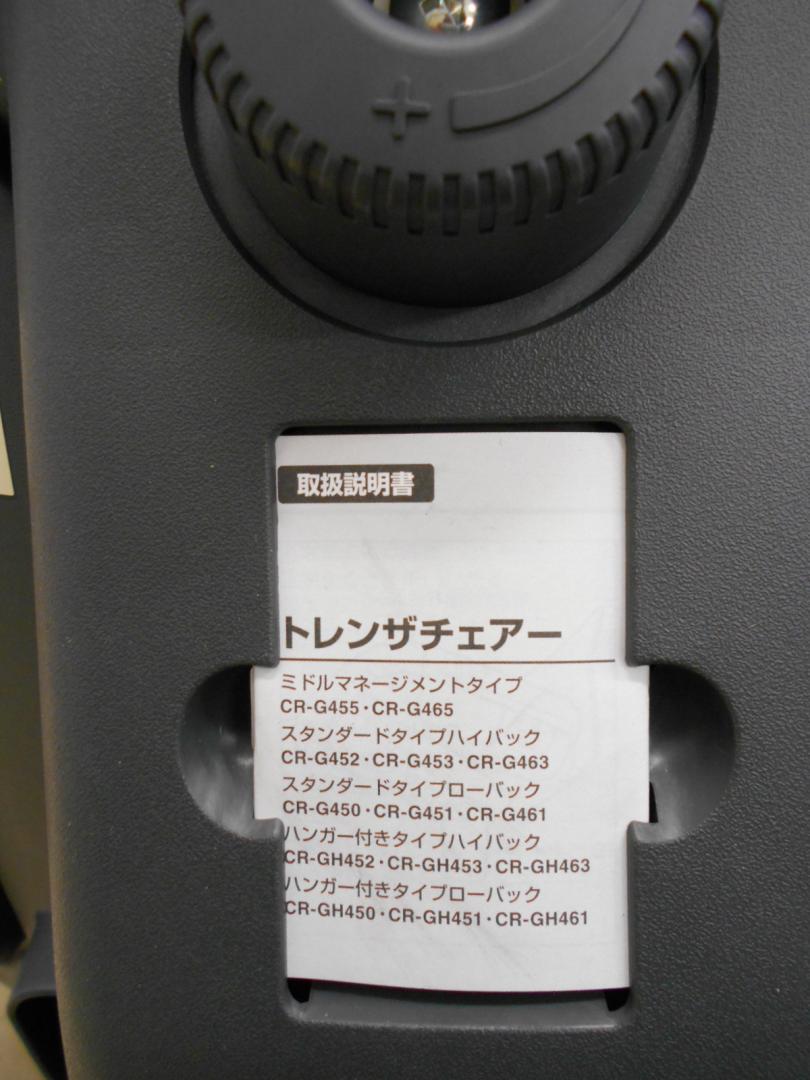 +
取扱説明書
トレンザチェアー
ミドルマネージメントタイプ
CR-G455・CR-G465
スタンダードタイプハイバック
CR-G452・CR-G453・CR-G463
スタンダードタイプローバック
CR-G450・CR-G451・CR-G461
ハンガー付きタイプハイバック
CR-GH452・CR-GH453・CR-GH463
ハンガー付きタイプローバック
CR-GH450・CR-GH451・CR-GH461